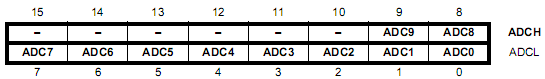 15 14 13 12 11 10 9 8
– – – – – – ADC9 ADC8 ADCH
ADC7 ADC6 ADC5 ADC4 ADC3 ADC2 ADC1 ADC0 ADCL
7 6 5 4 3 2 1 0